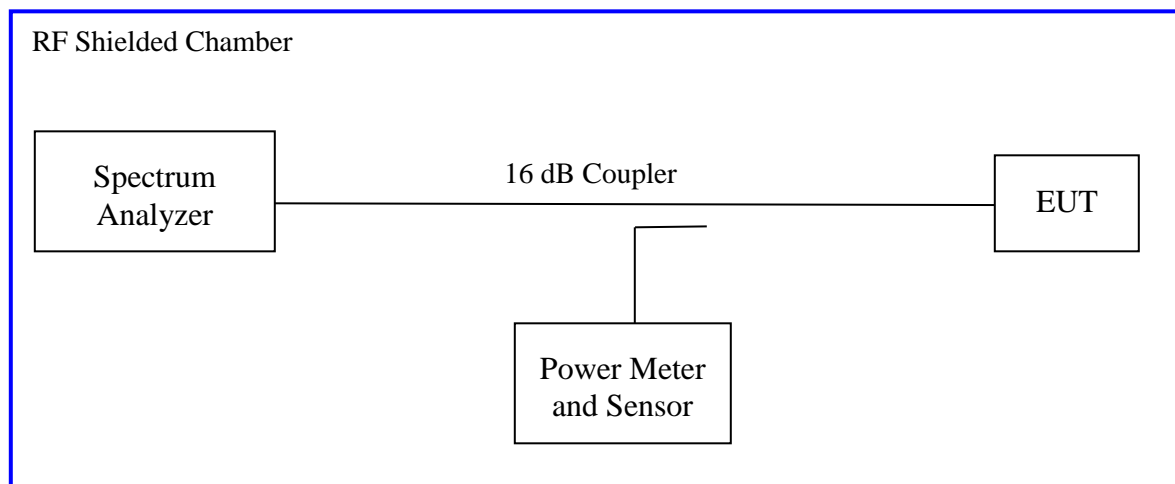 RF Shielded Chamber
Spectrum
Analyzer
16 dB Coupler
EUT
Power Meter
and Sensor